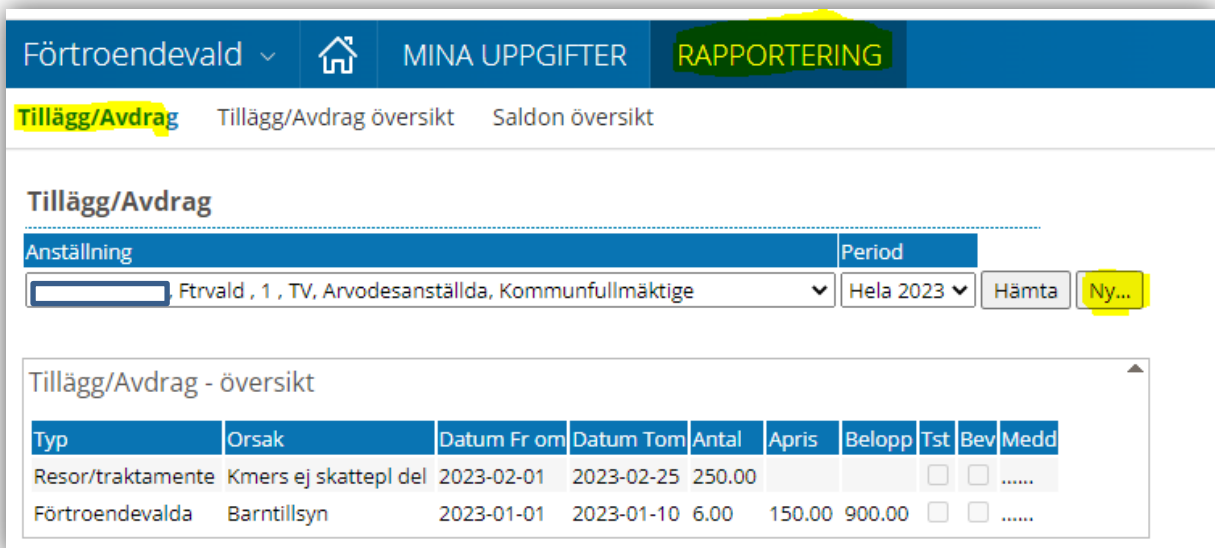 Förtroendevald MINA UPPGIFTER RAPPORTERING
Tillägg/Avdrag Tillägg/Avdrag översikt Saldon översikt
Tillägg/Avdrag
Anställning Period
, Ftrvald , 1 , TV, Arvodesanställda, Kommunfullmäktige Hela 2023 Hämta Ny...
Tillägg/Avdrag - översikt
Typ Orsak Datum Fr om Datum Tom Antal Apris Belopp Tst Bev Medd
Resor/traktamente Kmers ej skattepl del 2023-02-01 2023-02-25 250.00 ......
Förtroendevalda Barntillsyn 2023-01-01 2023-01-10 6.00 150.00 900.00 ......